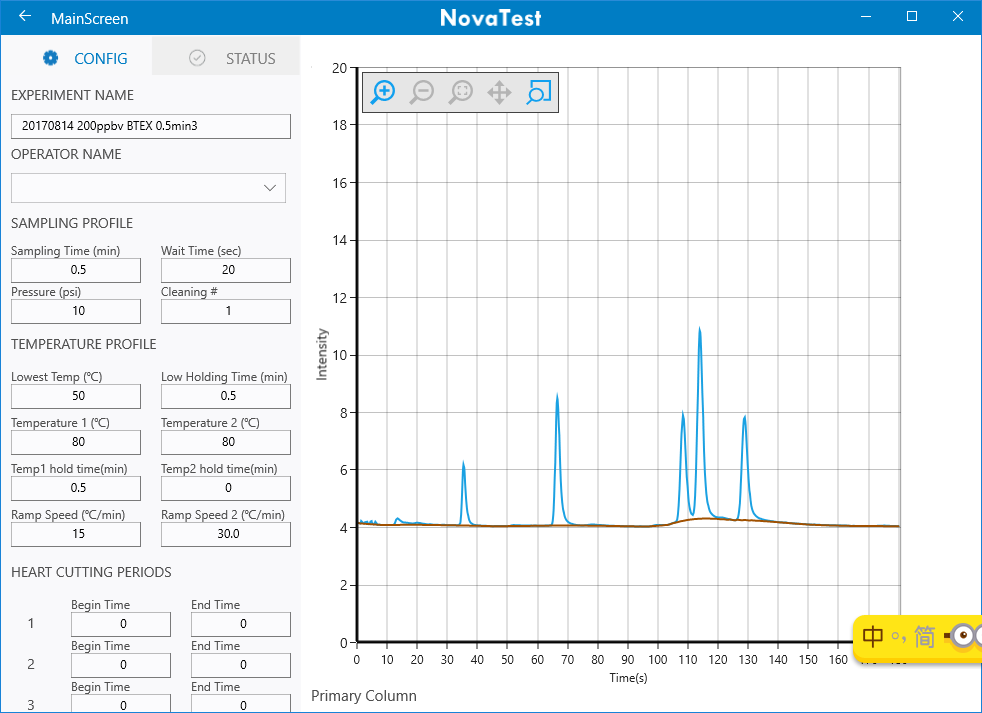 MainScreen
NovaTest
CONFIG
STATUS
EXPERIMENT NAME
20170814 200ppbv BTEX 0.5min3
OPERATOR NAME
SAMPLING PROFILE
Sampling Time (min) Wait Time (sec)
0.5 20
Pressure (psi) Cleaning #
10 1
TEMPERATURE PROFILE
Lowest Temp (℃) Low Holding Time (min)
50 0.5
Temperature 1 (℃) Temperature 2 (℃)
80 80
Temp1 hold time(min) Temp2 hold time(min)
0.5 0
Ramp Speed (℃/min) Ramp Speed 2 (℃/min)
15 30.0
HEART CUTTING PERIODS
Begin Time End Time
1 0 0
Begin Time End Time
2 0 0
Begin Time End Time
3 0 0
20
18
16
14
12
10
8
6
4
2
0
Intensity
0 10 20 30 40 50 60 70 80 90 100 110 120 130 140 150 160
Time(s)
Primary Column
中 °, 简